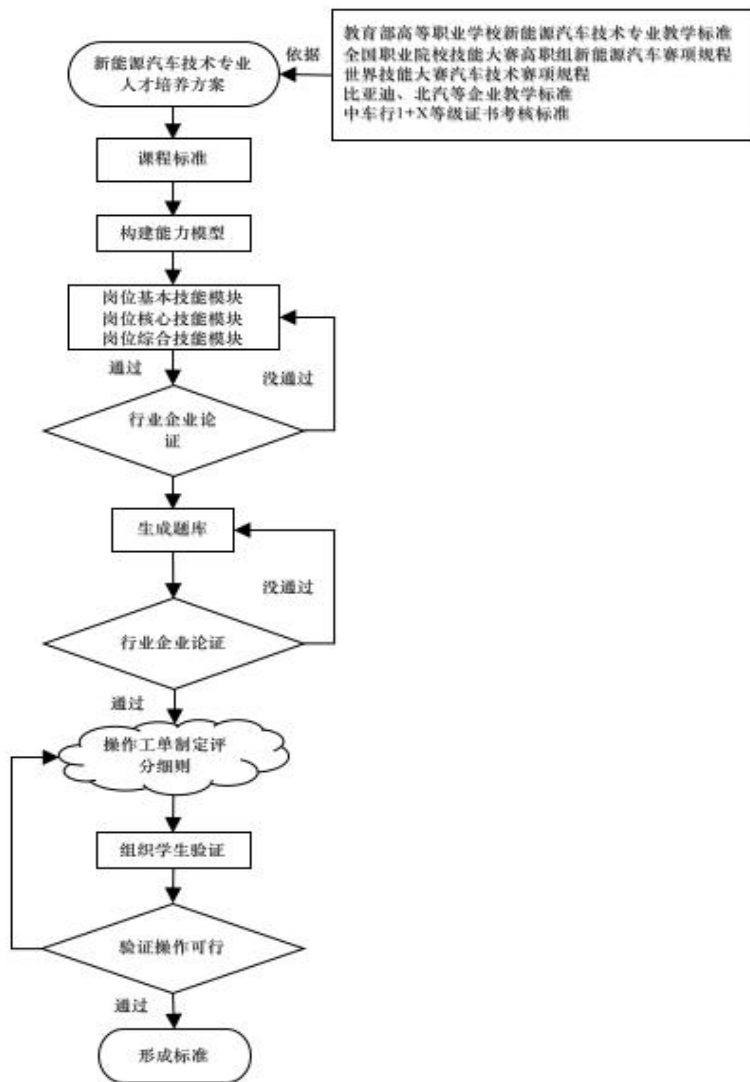 教育部高等职业学校新能源汽车技术专业教学标准
全国职业院校技能大赛高职组新能源汽车赛项规程
世界技能大赛汽车技术赛项规程
比亚迪、北汽等企业教学标准
中车行1+X等级证书考核标准
依据
新能源汽车技术专业
人才培养方案
课程标准
构建能力模型
岗位基本技能模块
岗位核心技能模块
岗位综合技能模块
通过
没通过
行业企业论
证
生成题库
没通过
行业企业论证
通过
操作工单制定评
分细则
组织学生验证
验证操作可行
通过
形成标准